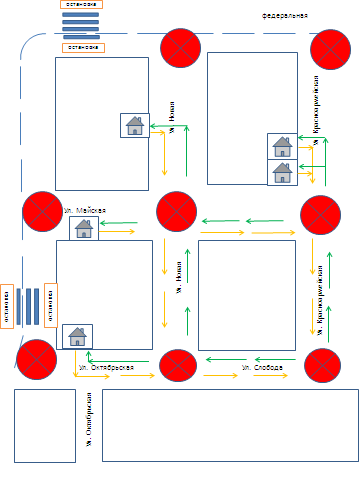 остановка
федеральная
остановка
Ул. Новая
Ул. Красноармейская
Ул. Майская
Ул. Новая
Ул. Красноармейская
остановка
остановка
Ул. Октябрьская
Ул. Слобода
Ул. Октябрьская